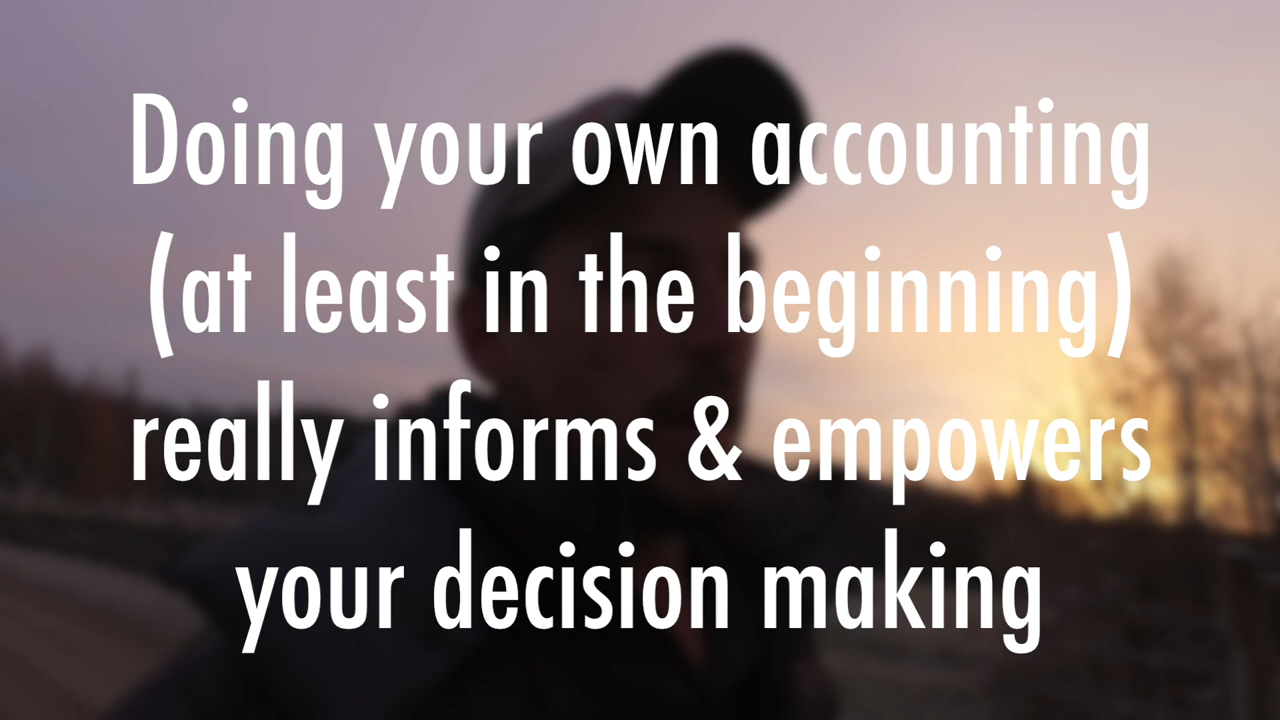 Doing your own accounting
(at least in the beginning)
really informs & empowers
your decision making